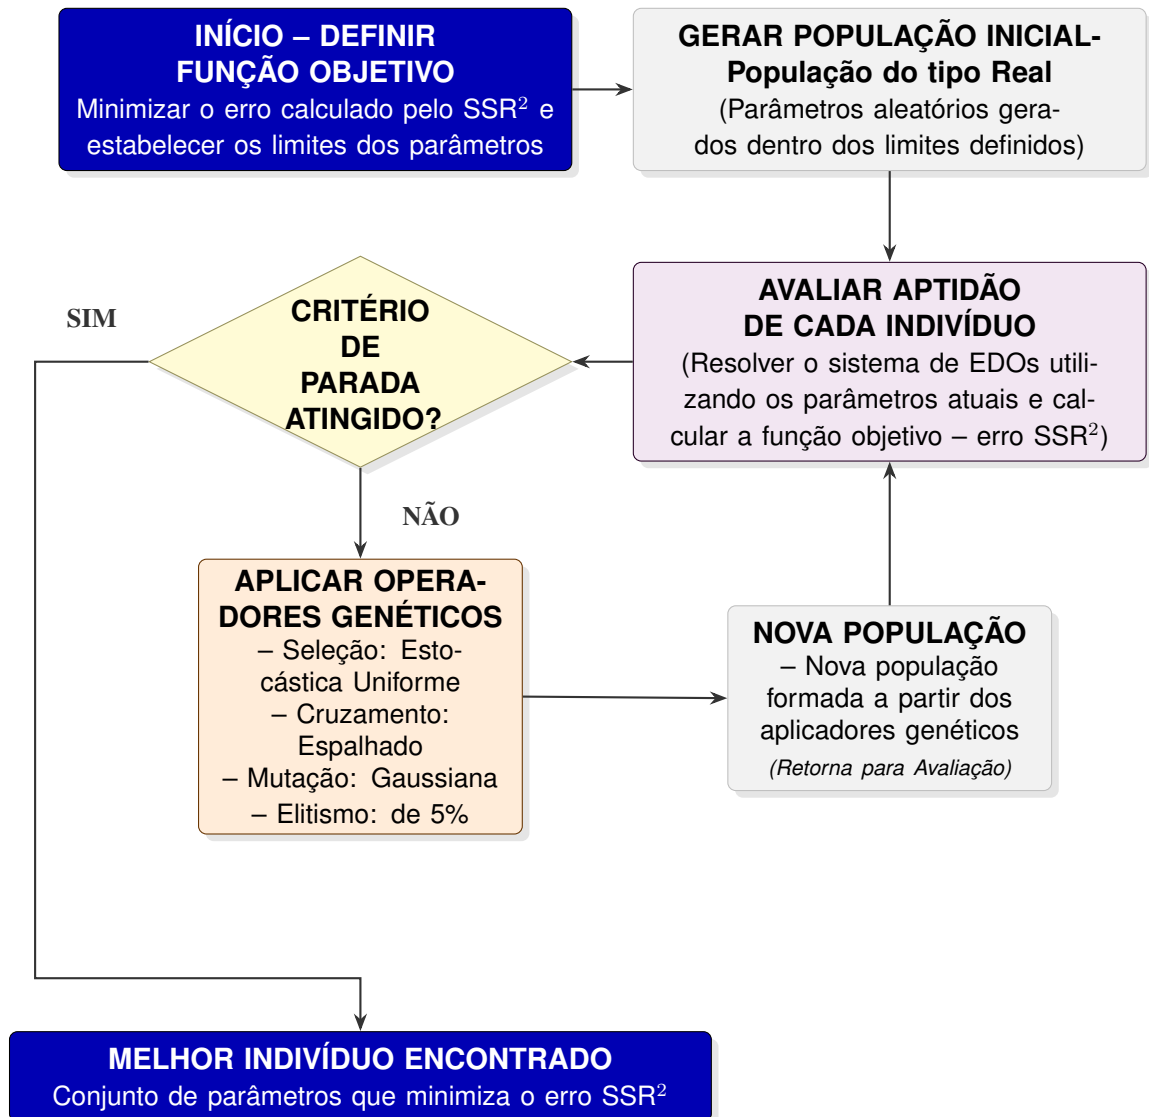 INÍCIO – DEFINIR
FUNÇÃO OBJETIVO
Minimizar o erro calculado pelo SSR² e
estabelecer os limites dos parâmetros
GERAR POPULAÇÃO INICIAL-
População do tipo Real
(Parâmetros aleatórios gera-
dos dentro dos limites definidos)
AVALIAR APTIDÃO
DE CADA INDIVÍDUO
(Resolver o sistema de EDOs utili-
zando os parâmetros atuais e cal-
cular a função objetivo – erro SSR²)
CRITÉRIO
DE
PARADA
ATINGIDO?
SIM
NÃO
APLICAR OPERA-
DORES GENÉTICOS
– Seleção: Esto-
cástica Uniforme
– Cruzamento:
Espalhado
– Mutação: Gaussiana
– Elitismo: de 5%
NOVA POPULAÇÃO
– Nova população
formada a partir dos
aplicadores genéticos
(Retorna para Avaliação)
MELHOR INDIVÍDUO ENCONTRADO
Conjunto de parâmetros que minimiza o erro SSR²